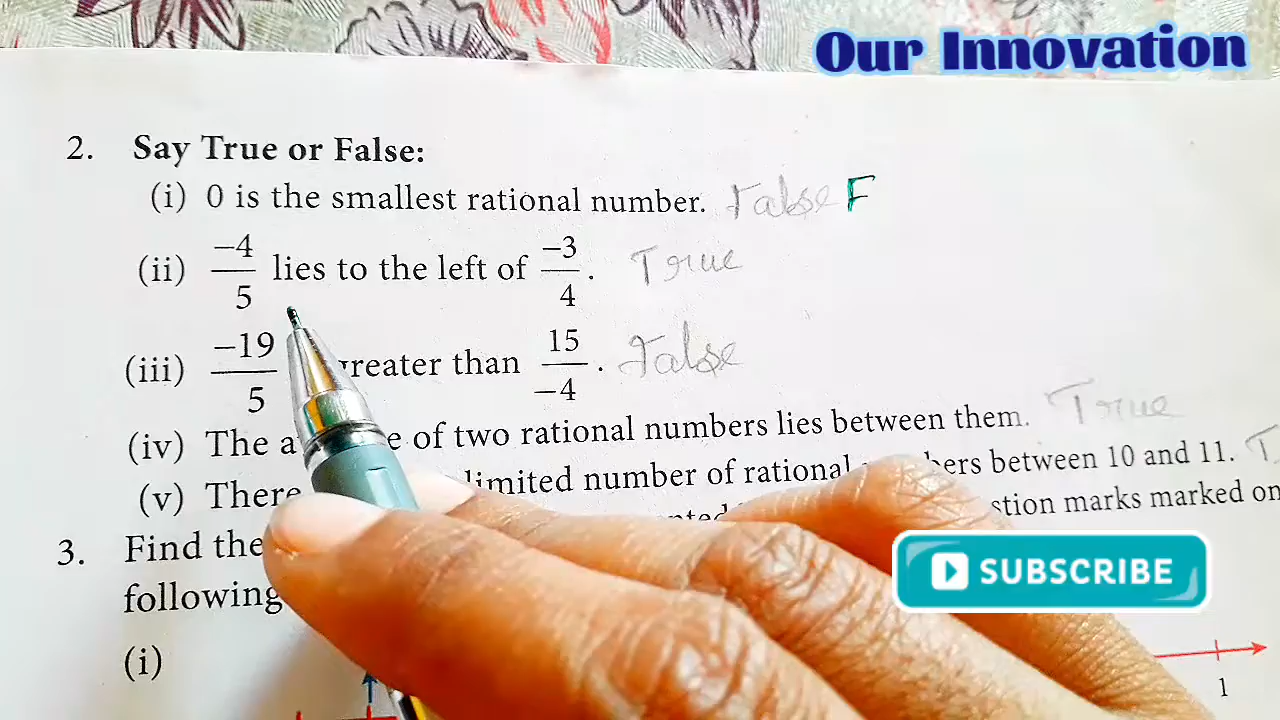 Our Innovation
2. Say True or False:
(i) 0 is the smallest rational number. False F
(ii) −4/5 lies to the left of −3/4. True
(iii) −19/5 greater than 15/−4. False
(iv) The of two rational numbers lies between them. True
(v) There number of rational between 10 and 11.
marks marked on
3. Find the
following
SUBSCRIBE
(i)
1